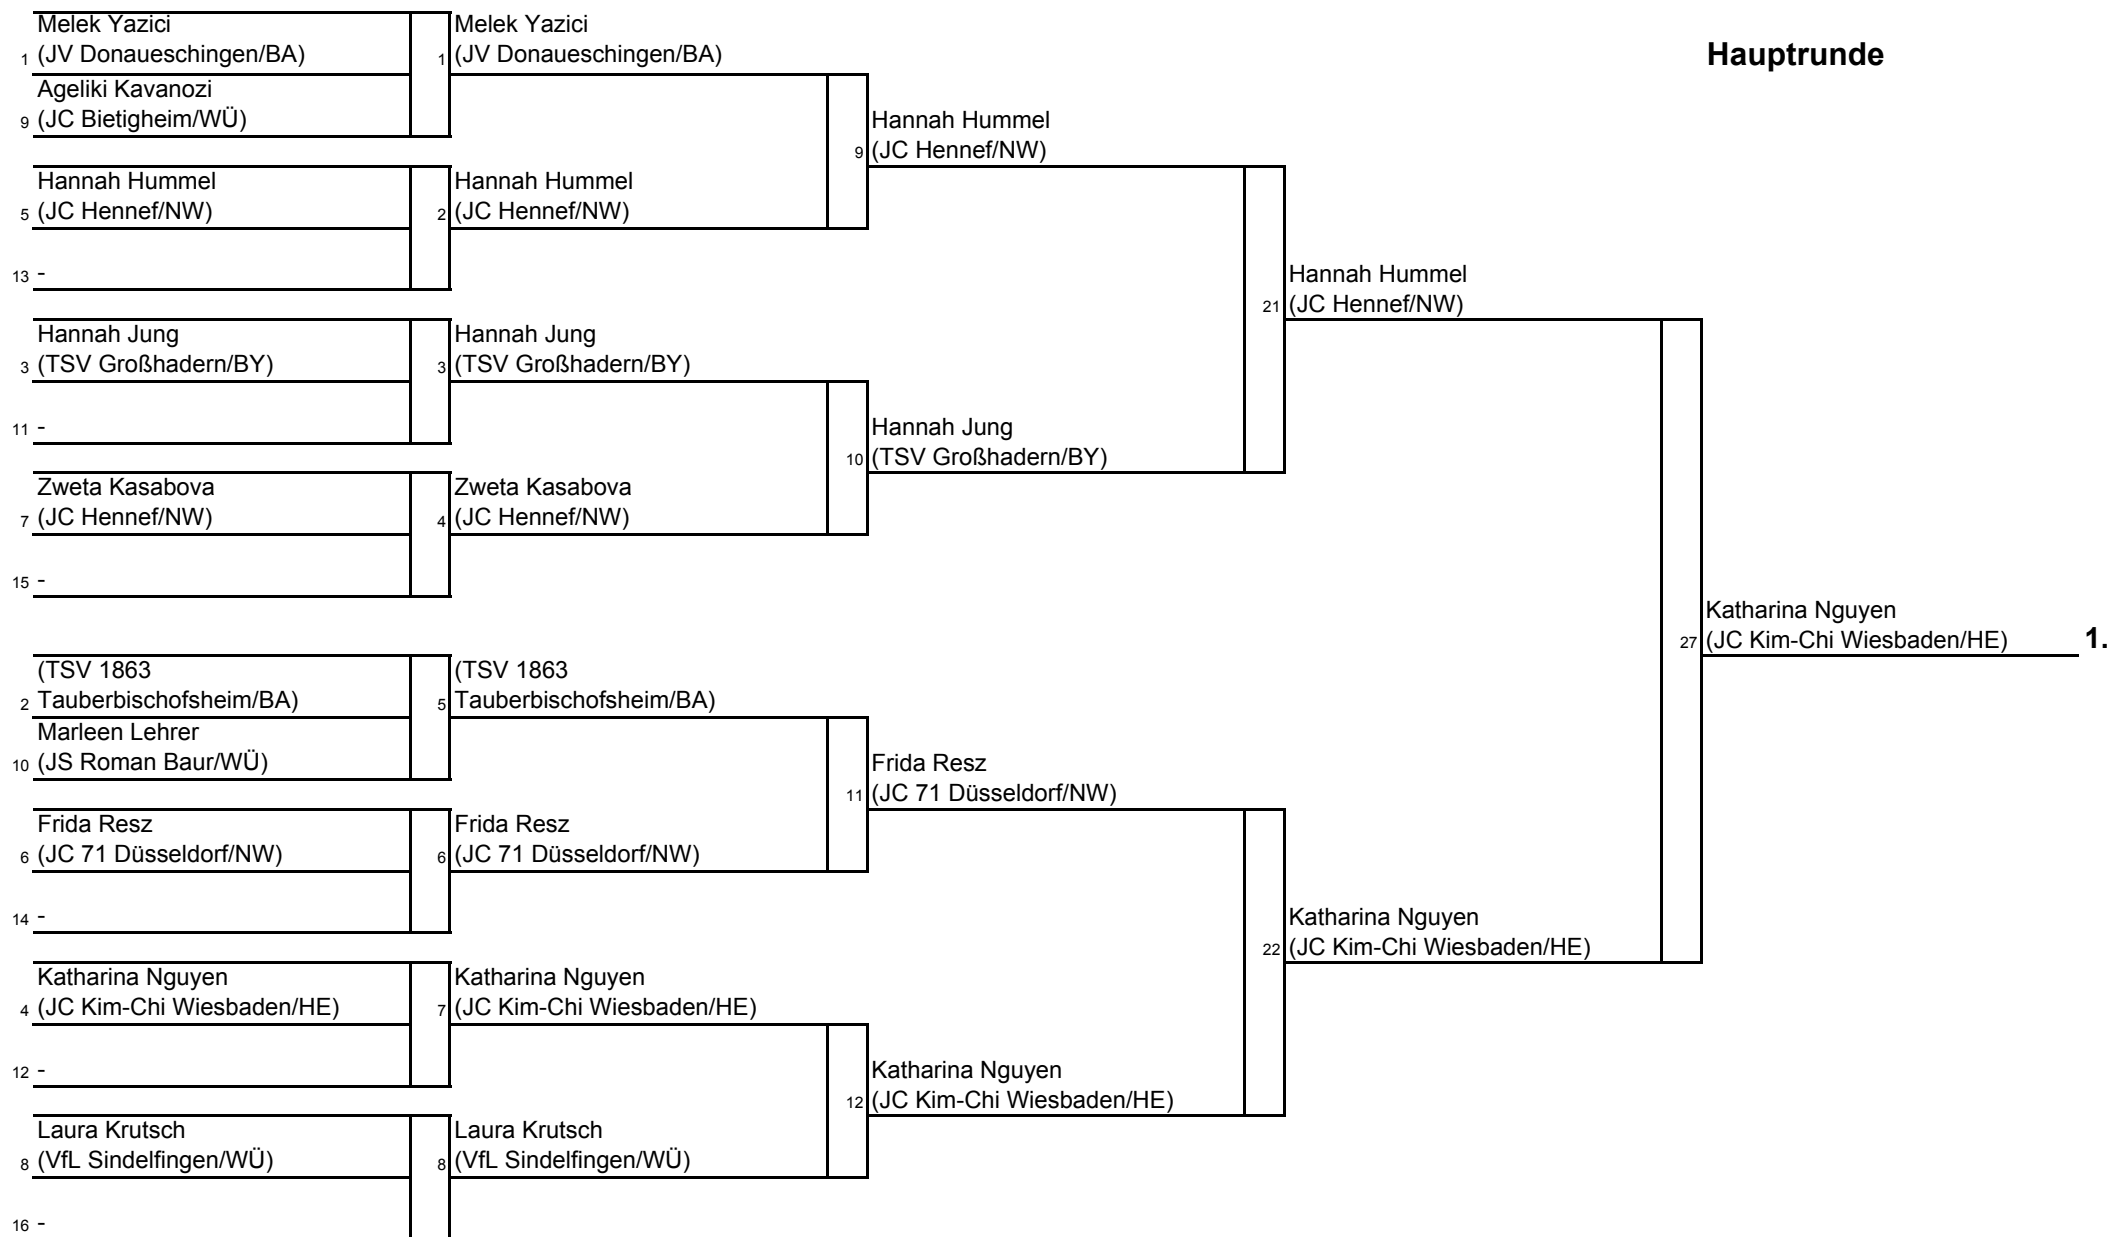 Hauptrunde
Melek Yazici
1 (JV Donaueschingen/BA)
Ageliki Kavanozi
9 (JC Bietigheim/WÜ)
Hannah Hummel
5 (JC Hennef/NW)
13 -
Hannah Jung
3 (TSV Großhadern/BY)
11 -
Zweta Kasabova
7 (JC Hennef/NW)
15 -
(TSV 1863
2 Tauberbischofsheim/BA)
Marleen Lehrer
10 (JS Roman Baur/WÜ)
Frida Resz
6 (JC 71 Düsseldorf/NW)
14 -
Katharina Nguyen
4 (JC Kim-Chi Wiesbaden/HE)
12 -
Laura Krutsch
8 (VfL Sindelfingen/WÜ)
16 -
Melek Yazici
1 (JV Donaueschingen/BA)
Hannah Hummel
2 (JC Hennef/NW)
Hannah Jung
3 (TSV Großhadern/BY)
Zweta Kasabova
4 (JC Hennef/NW)
(TSV 1863
5 Tauberbischofsheim/BA)
Frida Resz
6 (JC 71 Düsseldorf/NW)
Katharina Nguyen
7 (JC Kim-Chi Wiesbaden/HE)
Laura Krutsch
8 (VfL Sindelfingen/WÜ)
Hannah Hummel
9 (JC Hennef/NW)
Hannah Jung
10 (TSV Großhadern/BY)
Frida Resz
11 (JC 71 Düsseldorf/NW)
Katharina Nguyen
12 (JC Kim-Chi Wiesbaden/HE)
Hannah Hummel
21 (JC Hennef/NW)
Katharina Nguyen
22 (JC Kim-Chi Wiesbaden/HE)
Katharina Nguyen
27 (JC Kim-Chi Wiesbaden/HE) 1.